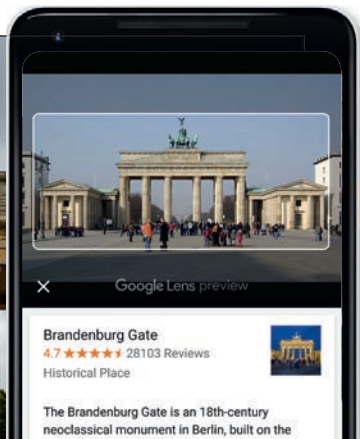 Google Lens preview
Brandenburg Gate
4.7 ★★★★★ 28103 Reviews
Historical Place
The Brandenburg Gate is an 18th-century
neoclassical monument in Berlin, built on the